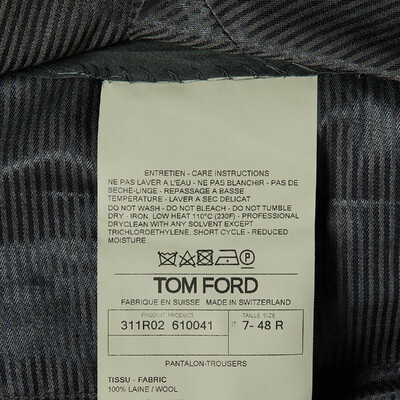 ENTRETIEN - CARE INSTRUCTIONS
NE PAS LAVER A L'EAU - NE PAS BLANCHIR - PAS DE
SECHE-LINGE - REPASSAGE A BASSE
TEMPERATURE - LAVER A SEC DELICAT
DO NOT WASH - DO NOT BLEACH - DO NOT TUMBLE
DRY - IRON, LOW HEAT 110°C (230F) - PROFESSIONAL
DRYCLEAN WITH ANY SOLVENT EXCEPT
TRICHLOROETHYLENE, SHORT CYCLE - REDUCED
MOISTURE
P
TOM FORD
FABRIQUE EN SUISSE MADE IN SWITZERLAND
PRODUIT PRODUCT TAILLE SIZE
311R02 610041 IT 7- 48 R
PANTALON-TROUSERS
TISSU - FABRIC
100% LAINE / WOOL